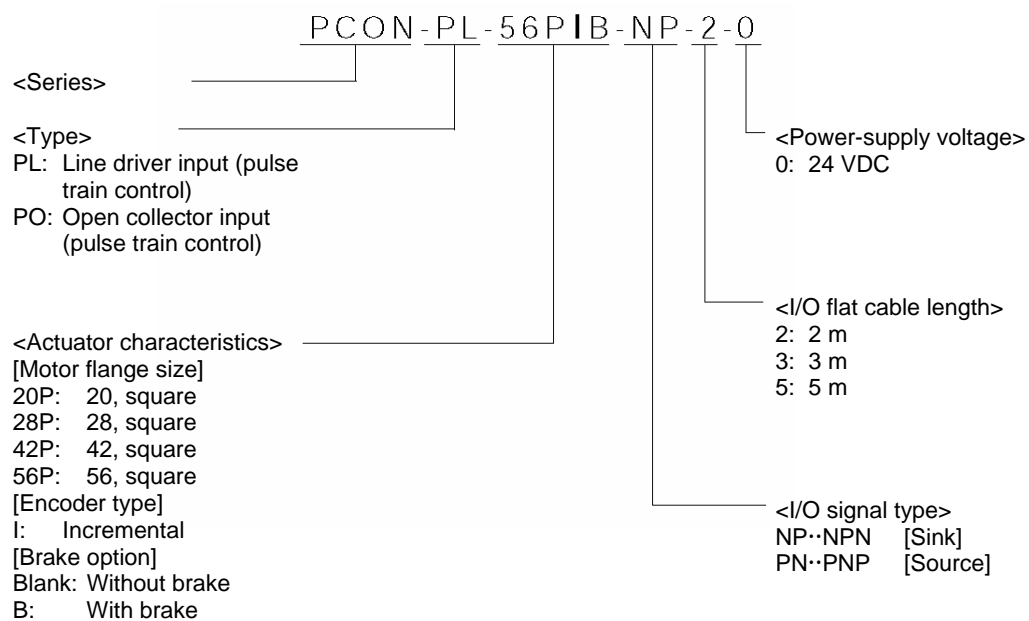 PCON-PL-56PIB-NP-2-0
<Series>
<Type>
PL: Line driver input (pulse
train control)
PO: Open collector input
(pulse train control)
<Actuator characteristics>
[Motor flange size]
20P: 20, square
28P: 28, square
42P: 42, square
56P: 56, square
[Encoder type]
I: Incremental
[Brake option]
Blank: Without brake
B: With brake
<Power-supply voltage>
0: 24 VDC
<I/O flat cable length>
2: 2 m
3: 3 m
5: 5 m
<I/O signal type>
NP··NPN [Sink]
PN··PNP [Source]